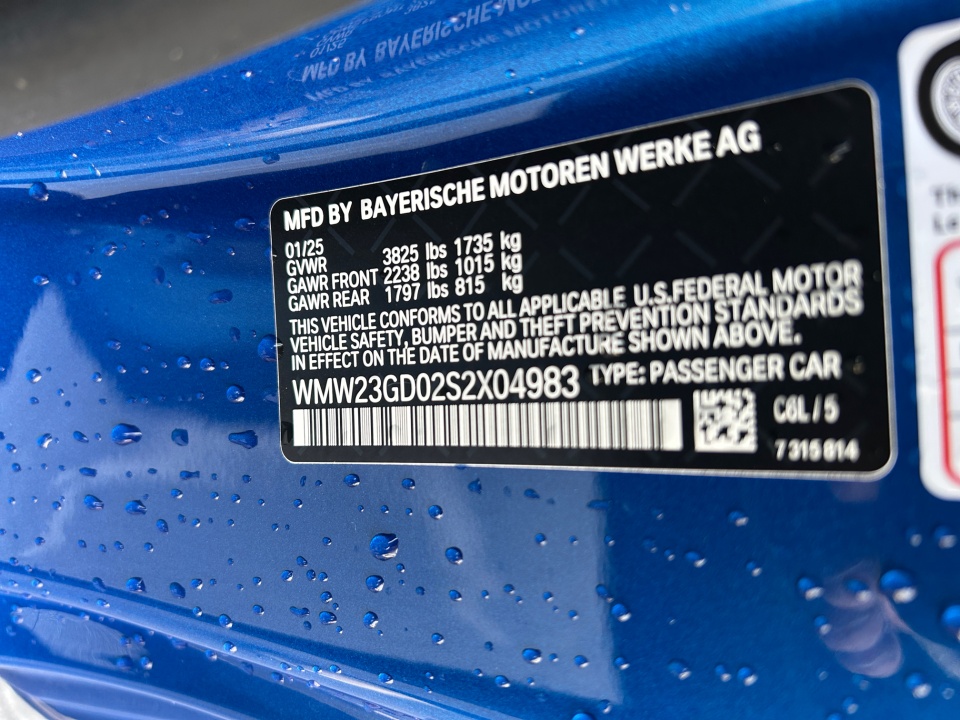 MFD BY BAYERISCHE MOTOREN WERKE AG
01/25
GVWR 3825 lbs 1735 kg
GAWR FRONT 2238 lbs 1015 kg
GAWR REAR 1797 lbs 815 kg
THIS VEHICLE CONFORMS TO ALL APPLICABLE U.S.FEDERAL MOTOR
VEHICLE SAFETY, BUMPER AND THEFT PREVENTION STANDARDS
IN EFFECT ON THE DATE OF MANUFACTURE SHOWN ABOVE.
WMW23GD02S2X04983 TYPE: PASSENGER CAR
C6L / 5
7 315 814